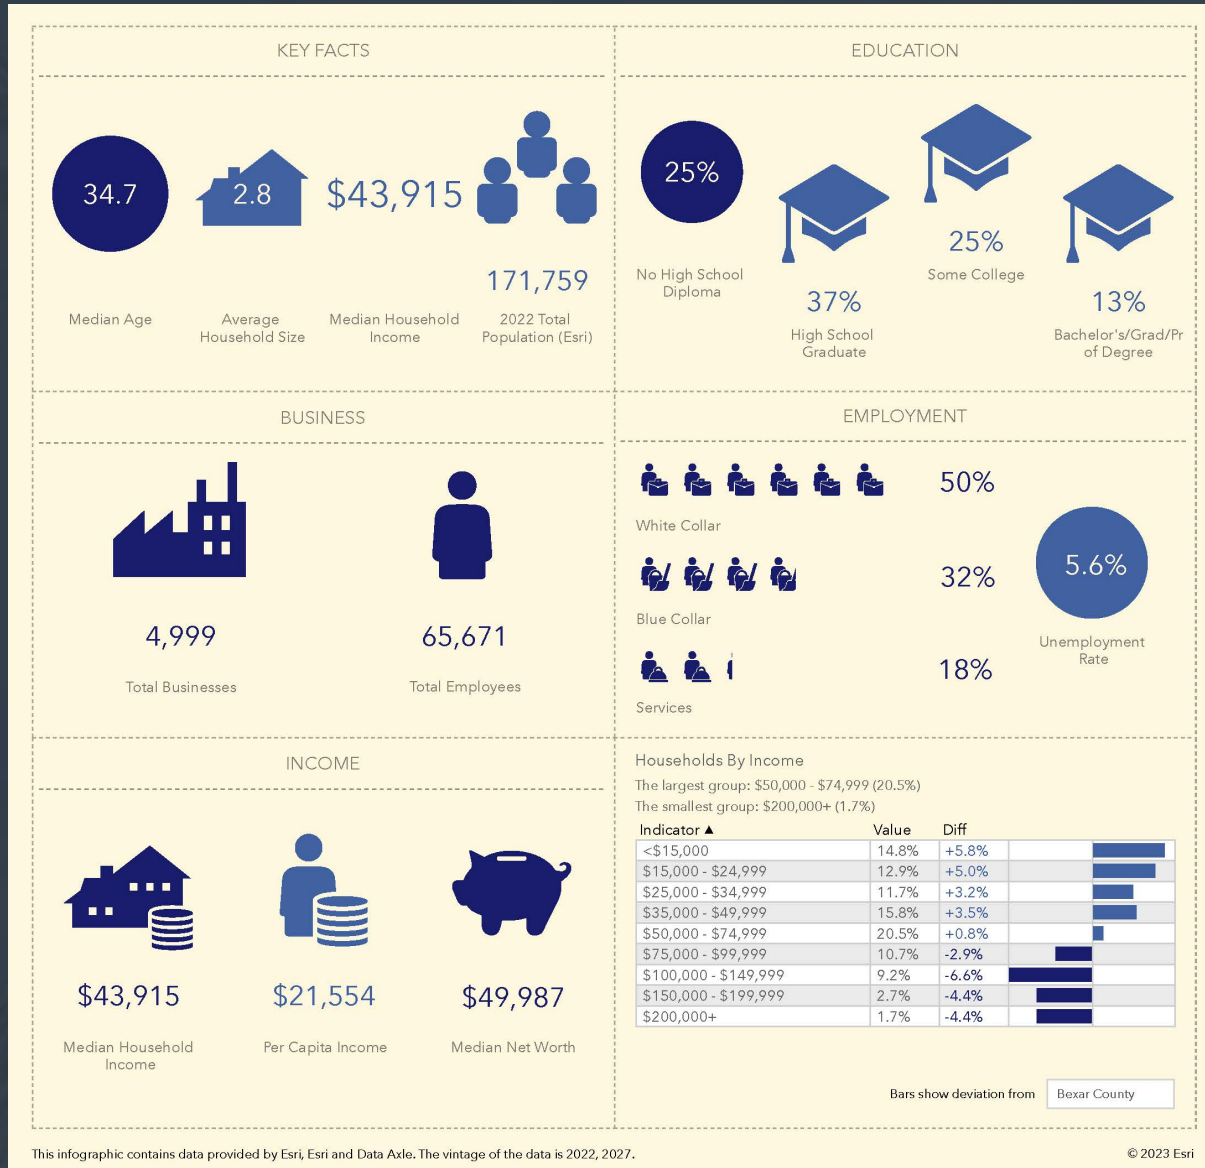 KEY FACTS
34.7
2.8
$43,915
171,759
Median Age
Average
Household Size
Median Household
Income
2022 Total
Population (Esri)
EDUCATION
25%
No High School
Diploma
37%
High School
Graduate
25%
Some College
13%
Bachelor's/Grad/Pr
of Degree
BUSINESS
4,999
Total Businesses
65,671
Total Employees
EMPLOYMENT
50%
White Collar
32%
Blue Collar
18%
Services
5.6%
Unemployment
Rate
INCOME
$43,915
Median Household
Income
$21,554
Per Capita Income
$49,987
Median Net Worth
Households By Income
The largest group: $50,000 - $74,999 (20.5%)
The smallest group: $200,000+ (1.7%)
Indicator ▲ Value Diff
<$15,000 14.8% +5.8%
$15,000 - $24,999 12.9% +5.0%
$25,000 - $34,999 11.7% +3.2%
$35,000 - $49,999 15.8% +3.5%
$50,000 - $74,999 20.5% +0.8%
$75,000 - $99,999 10.7% -2.9%
$100,000 - $149,999 9.2% -6.6%
$150,000 - $199,999 2.7% -4.4%
$200,000+ 1.7% -4.4%
Bars show deviation from Bexar County
This infographic contains data provided by Esri, Esri and Data Axle. The vintage of the data is 2022, 2027.
© 2023 Esri